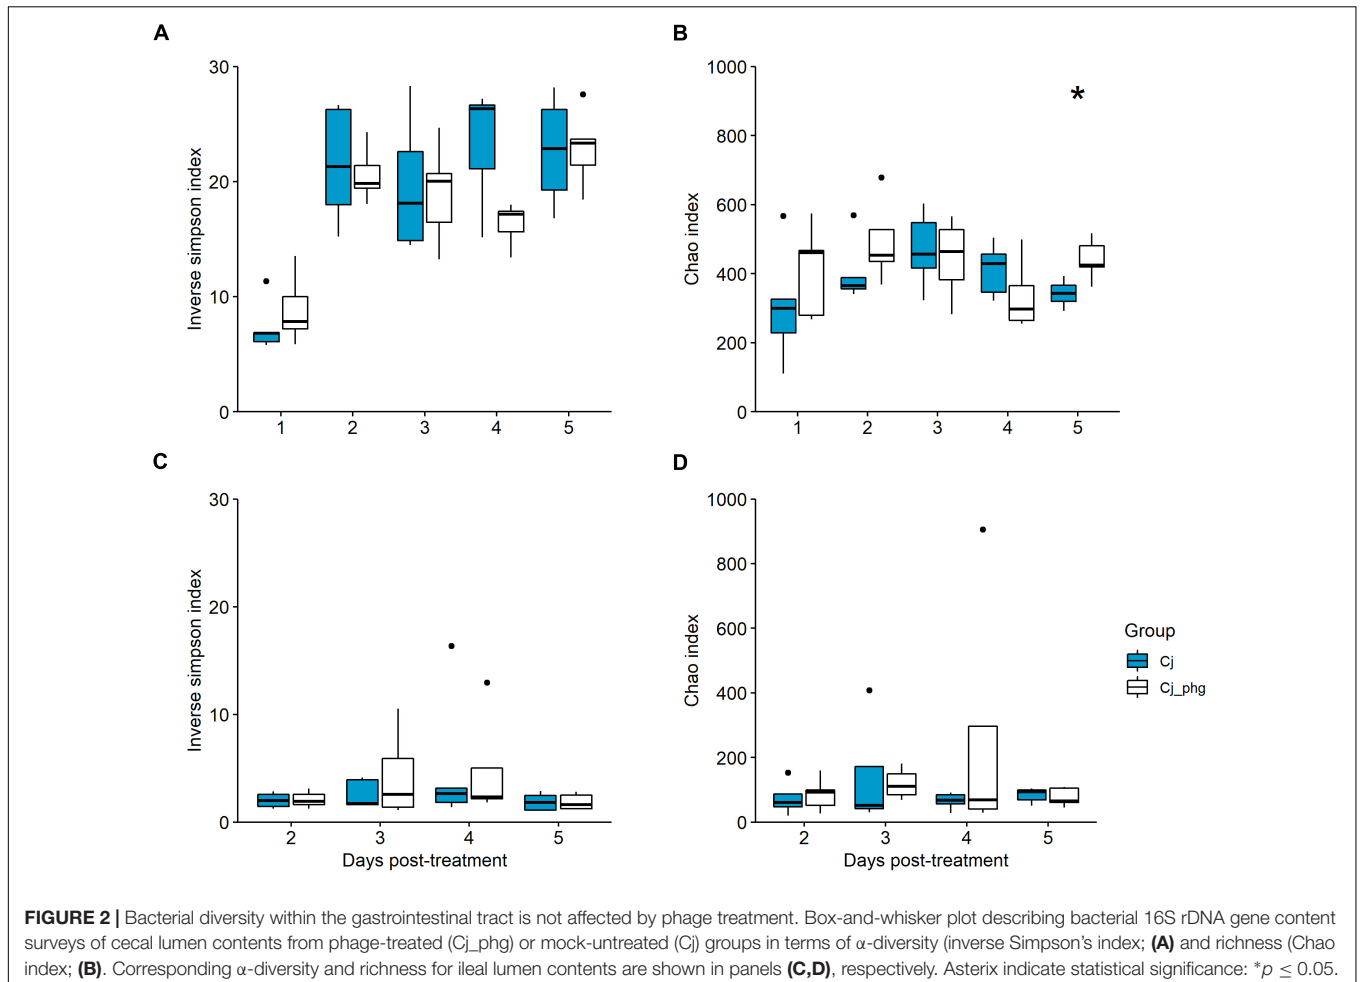 A
B
30
20
10
0
Inverse simpson index
1 2 3 4 5
1000
800
600
400
200
0
Chao index
*
1 2 3 4 5
C
D
30
20
10
0
Inverse simpson index
2 3 4 5
Days post-treatment
1000
800
600
400
200
0
Chao index
2 3 4 5
Days post-treatment
Group
Cj
Cj_phg
FIGURE 2 | Bacterial diversity within the gastrointestinal tract is not affected by phage treatment. Box-and-whisker plot describing bacterial 16S rDNA gene content
surveys of cecal lumen contents from phage-treated (Cj_phg) or mock-untreated (Cj) groups in terms of α-diversity (inverse Simpson's index; (A) and richness (Chao
index; (B). Corresponding α-diversity and richness for ileal lumen contents are shown in panels (C,D), respectively. Asterix indicate statistical significance: *p ≤ 0.05.